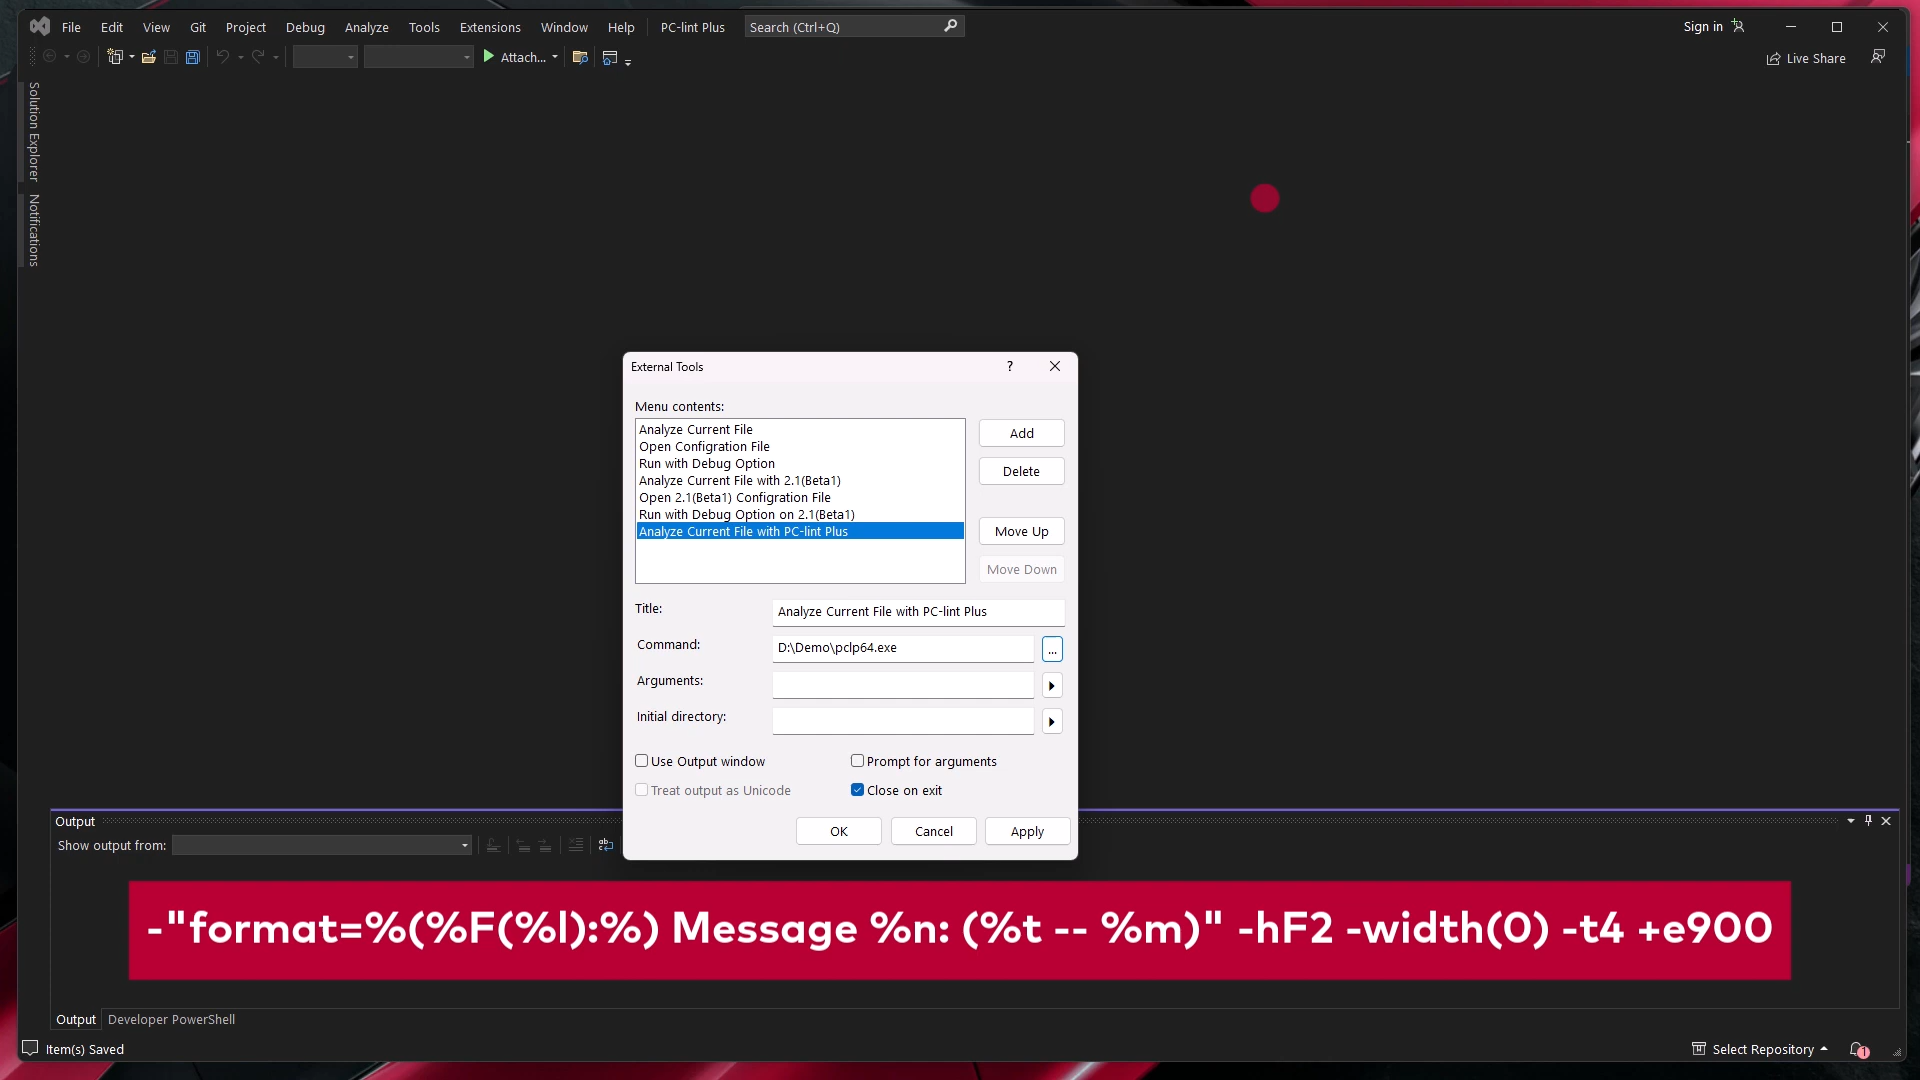 File Edit View Git Project Debug Analyze Tools Extensions Window Help PC-lint Plus Search (Ctrl+Q) Sign in
Attach... Live Share
Solution Explorer
Notifications
External Tools ?
Menu contents:
Analyze Current File
Open Configration File
Run with Debug Option
Analyze Current File with 2.1(Beta1)
Open 2.1(Beta1) Configration File
Run with Debug Option on 2.1(Beta1)
Analyze Current File with PC-lint Plus
Add
Delete
Move Up
Move Down
Title: Analyze Current File with PC-lint Plus
Command: D:\Demo\pclp64.exe ...
Arguments:
Initial directory:
Use Output window Prompt for arguments
Treat output as Unicode Close on exit
OK Cancel Apply
Output
Show output from:
-"format=%(%F(%l):%) Message %n: (%t -- %m)" -hF2 -width(0) -t4 +e900
Output Developer PowerShell
Item(s) Saved Select Repository 1